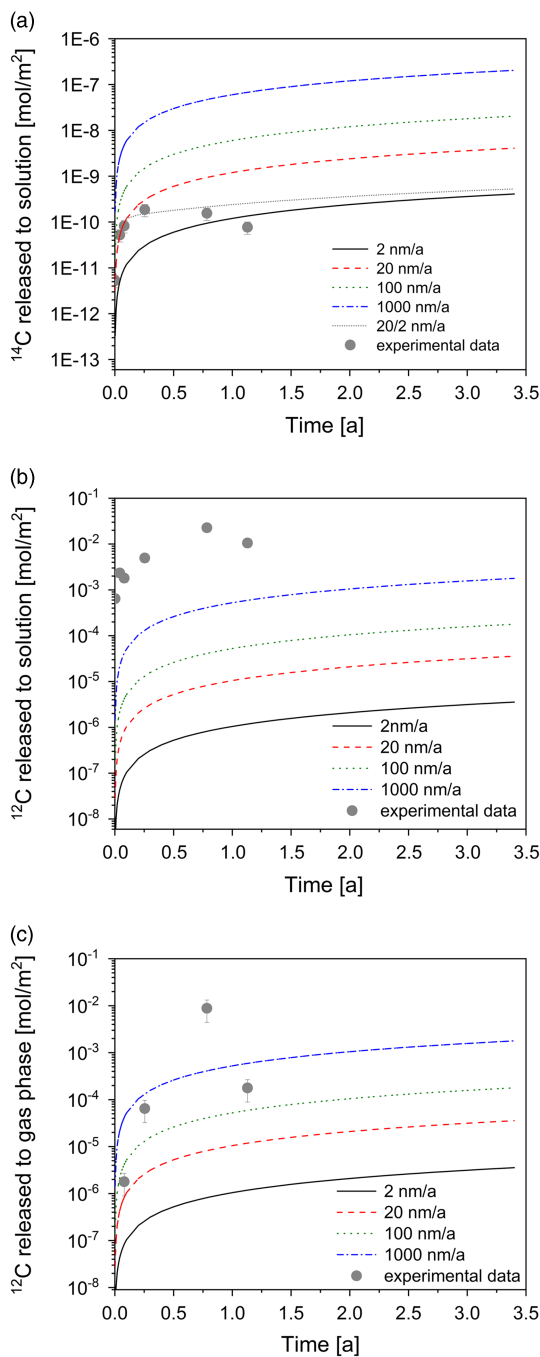 (a)
¹⁴C released to solution [mol/m²]
1E-6
1E-7
1E-8
1E-9
1E-10
1E-11
1E-12
1E-13
2 nm/a
20 nm/a
100 nm/a
1000 nm/a
20/2 nm/a
experimental data
0.0 0.5 1.0 1.5 2.0 2.5 3.0 3.5
Time [a]
(b)
¹²C released to solution [mol/m²]
10⁻¹
10⁻²
10⁻³
10⁻⁴
10⁻⁵
10⁻⁶
10⁻⁷
10⁻⁸
2nm/a
20 nm/a
100 nm/a
1000 nm/a
experimental data
0.0 0.5 1.0 1.5 2.0 2.5 3.0 3.5
Time [a]
(c)
¹²C released to gas phase [mol/m²]
10⁻¹
10⁻²
10⁻³
10⁻⁴
10⁻⁵
10⁻⁶
10⁻⁷
10⁻⁸
2 nm/a
20 nm/a
100 nm/a
1000 nm/a
experimental data
0.0 0.5 1.0 1.5 2.0 2.5 3.0 3.5
Time [a]